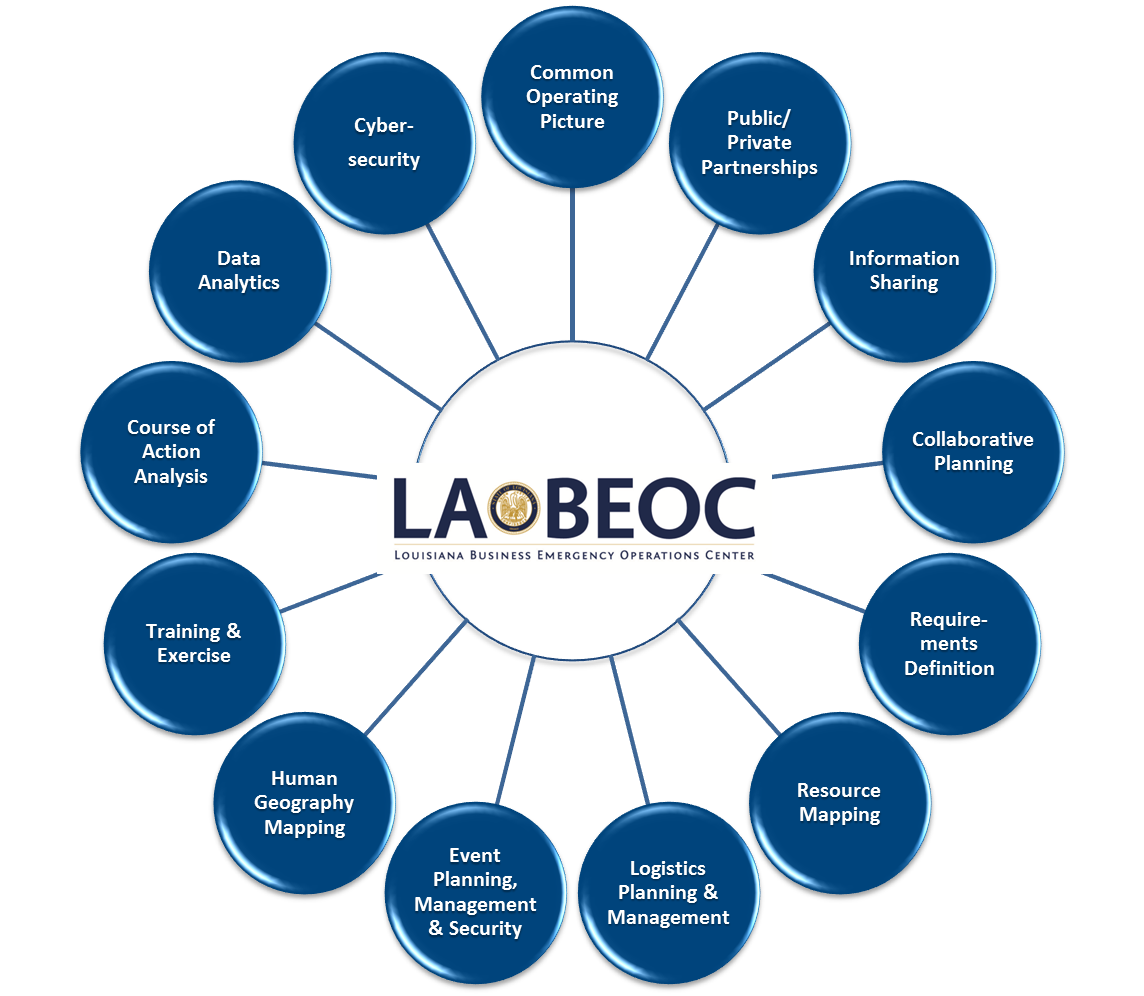 Common
Operating
Picture
Public/
Private
Partnerships
Information
Sharing
Collaborative
Planning
Require-
ments
Definition
Resource
Mapping
Logistics
Planning &
Management
Event
Planning,
Management
& Security
Human
Geography
Mapping
Training &
Exercise
Course of
Action
Analysis
Data
Analytics
Cyber-
security
LA BEOC
LOUISIANA BUSINESS EMERGENCY OPERATIONS CENTER